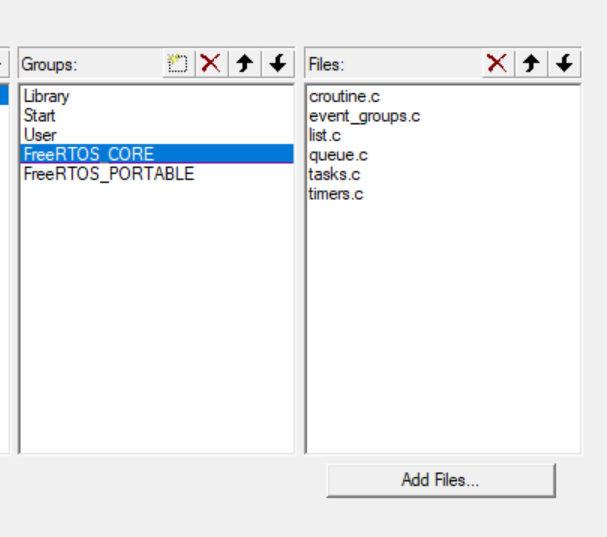 Groups:
Files:
Library
Start
User
FreeRTOS_CORE
FreeRTOS_PORTABLE
croutine.c
event_groups.c
list.c
queue.c
tasks.c
timers.c
Add Files...